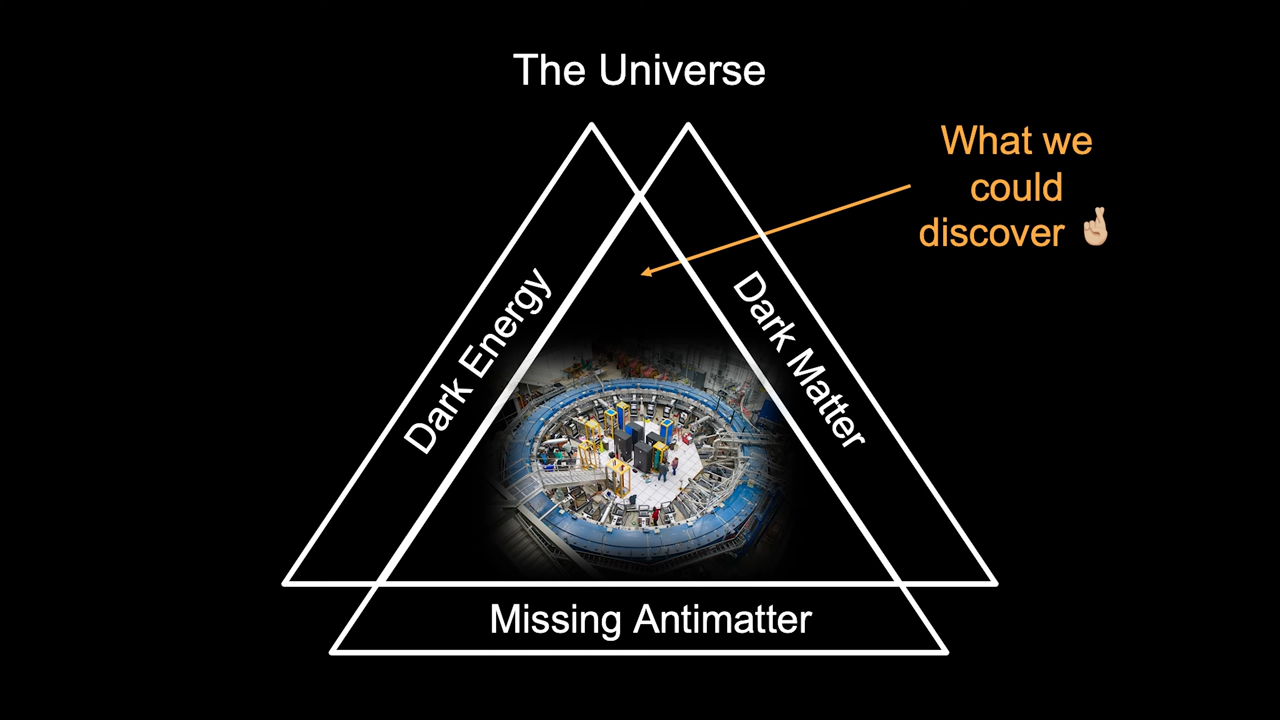 The Universe
What we
could
discover 🤞🏼
Dark Energy
Dark Matter
Missing Antimatter